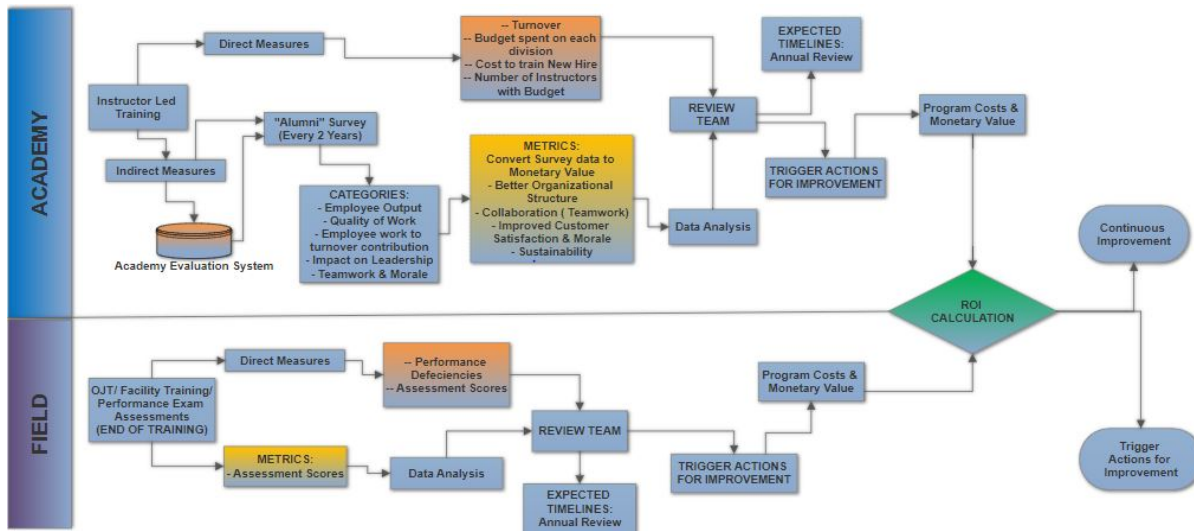 ACADEMY
Direct Measures
-- Turnover
-- Budget spent on each
division
-- Cost to train New Hire
-- Number of Instructors
with Budget
EXPECTED
TIMELINES:
Annual Review
Instructor Led
Training
"Alumni" Survey
(Every 2 Years)
REVIEW
TEAM
Program Costs &
Monetary Value
Indirect Measures
METRICS:
Convert Survey data to
Monetary Value
- Better Organizational
Structure
- Collaboration ( Teamwork)
- Improved Customer
Satisfaction & Morale
- Sustainability
TRIGGER ACTIONS
FOR IMPROVEMENT
CATEGORIES:
- Employee Output
- Quality of Work
- Employee work to
turnover contribution
- Impact on Leadership
- Teamwork & Morale
Data Analysis
Academy Evaluation System
Continuous
Improvement
ROI
CALCULATION
FIELD
Direct Measures
-- Performance
Defeciencies
-- Assessment Scores
Program Costs &
Monetary Value
OJT/ Facility Training/
Performance Exam
Assessments
(END OF TRAINING)
REVIEW TEAM
METRICS:
- Assessment Scores
Data Analysis
TRIGGER ACTIONS
FOR IMPROVEMENT
Trigger
Actions for
Improvement
EXPECTED
TIMELINES:
Annual Review